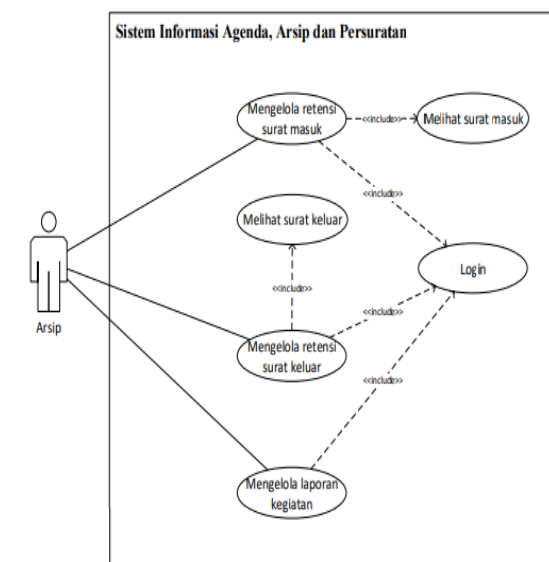 Sistem Informasi Agenda, Arsip dan Persuratan
Mengelola retensi
surat masuk
<<include>>
Melihat surat masuk
<<include>>
Melihat surat keluar
Login
<<include>>
<<include>>
Arsip
Mengelola retensi
surat keluar
<<include>>
Mengelola laporan
kegiatan